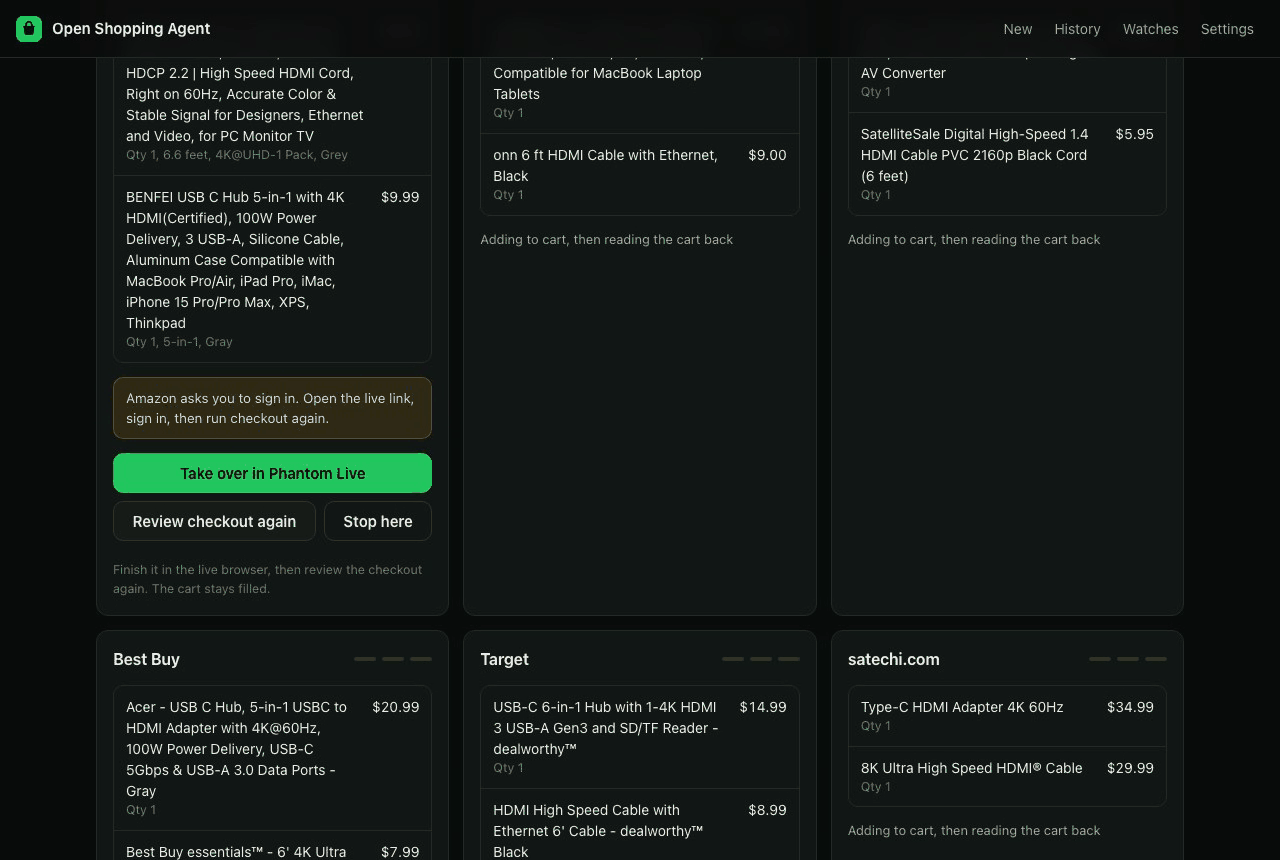 Open Shopping Agent
New
History
Watches
Settings
HDCP 2.2 | High Speed HDMI Cord,
Right on 60Hz, Accurate Color &
Stable Signal for Designers, Ethernet
and Video, for PC Monitor TV
Qty 1, 6.6 feet, 4K@UHD-1 Pack, Grey
BENFEI USB C Hub 5-in-1 with 4K
HDMI(Certified), 100W Power
Delivery, 3 USB-A, Silicone Cable,
Aluminum Case Compatible with
MacBook Pro/Air, iPad Pro, iMac,
iPhone 15 Pro/Pro Max, XPS,
Thinkpad
$9.99
Qty 1, 5-in-1, Gray
Amazon asks you to sign in. Open the live link,
sign in, then run checkout again.
Take over in Phantom Live
Review checkout again
Stop here
Finish it in the live browser, then review the checkout
again. The cart stays filled.
Compatible for MacBook Laptop
Tablets
Qty 1
onn 6 ft HDMI Cable with Ethernet,
Black
$9.00
Qty 1
Adding to cart, then reading the cart back
AV Converter
Qty 1
SatelliteSale Digital High-Speed 1.4
HDMI Cable PVC 2160p Black Cord
(6 feet)
$5.95
Qty 1
Adding to cart, then reading the cart back
Best Buy
Acer - USB C Hub, 5-in-1 USBC to
HDMI Adapter with 4K@60Hz,
100W Power Delivery, USB-C
5Gbps & USB-A 3.0 Data Ports -
Gray
$20.99
Qty 1
Best Buy essentials™ - 6' 4K Ultra
$7.99
Target
USB-C 6-in-1 Hub with 1-4K HDMI
3 USB-A Gen3 and SD/TF Reader -
dealworthy™
$14.99
Qty 1
HDMI High Speed Cable with
Ethernet 6' Cable - dealworthy™
Black
$8.99
satechi.com
Type-C HDMI Adapter 4K 60Hz
$34.99
Qty 1
8K Ultra High Speed HDMI® Cable
$29.99
Qty 1
Adding to cart, then reading the cart back